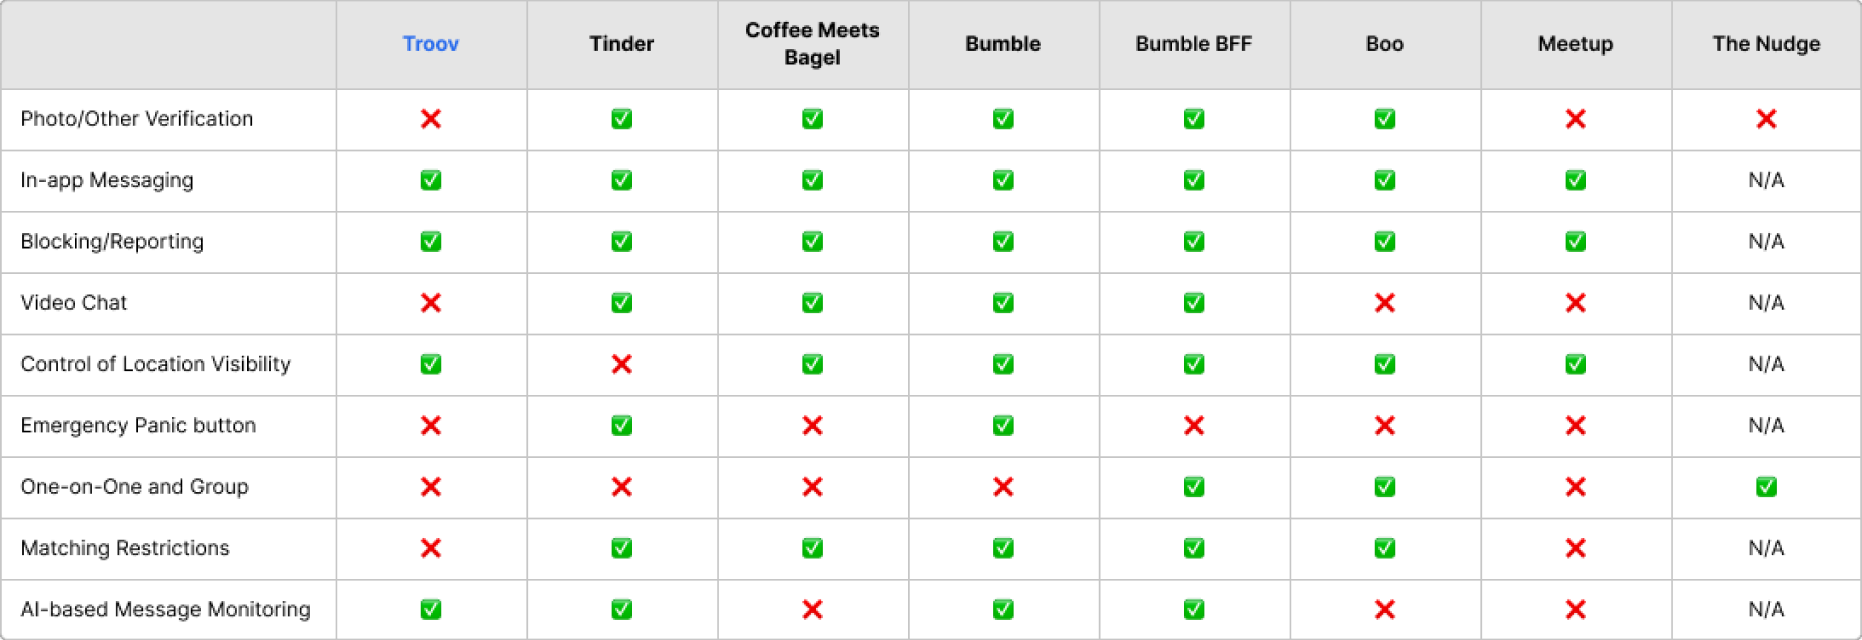 Troov Tinder Coffee Meets Bagel Bumble Bumble BFF Boo Meetup The Nudge
Photo/Other Verification ❌ ✅ ✅ ✅ ✅ ✅ ❌ ❌
In-app Messaging ✅ ✅ ✅ ✅ ✅ ✅ ✅ N/A
Blocking/Reporting ✅ ✅ ✅ ✅ ✅ ✅ ✅ N/A
Video Chat ❌ ✅ ✅ ✅ ✅ ❌ ❌ N/A
Control of Location Visibility ✅ ❌ ✅ ✅ ✅ ✅ ✅ N/A
Emergency Panic button ❌ ✅ ❌ ✅ ❌ ❌ ❌ N/A
One-on-One and Group ❌ ❌ ❌ ❌ ✅ ✅ ❌ ✅
Matching Restrictions ❌ ✅ ✅ ✅ ✅ ✅ ❌ N/A
AI-based Message Monitoring ✅ ✅ ❌ ✅ ✅ ❌ ❌ N/A